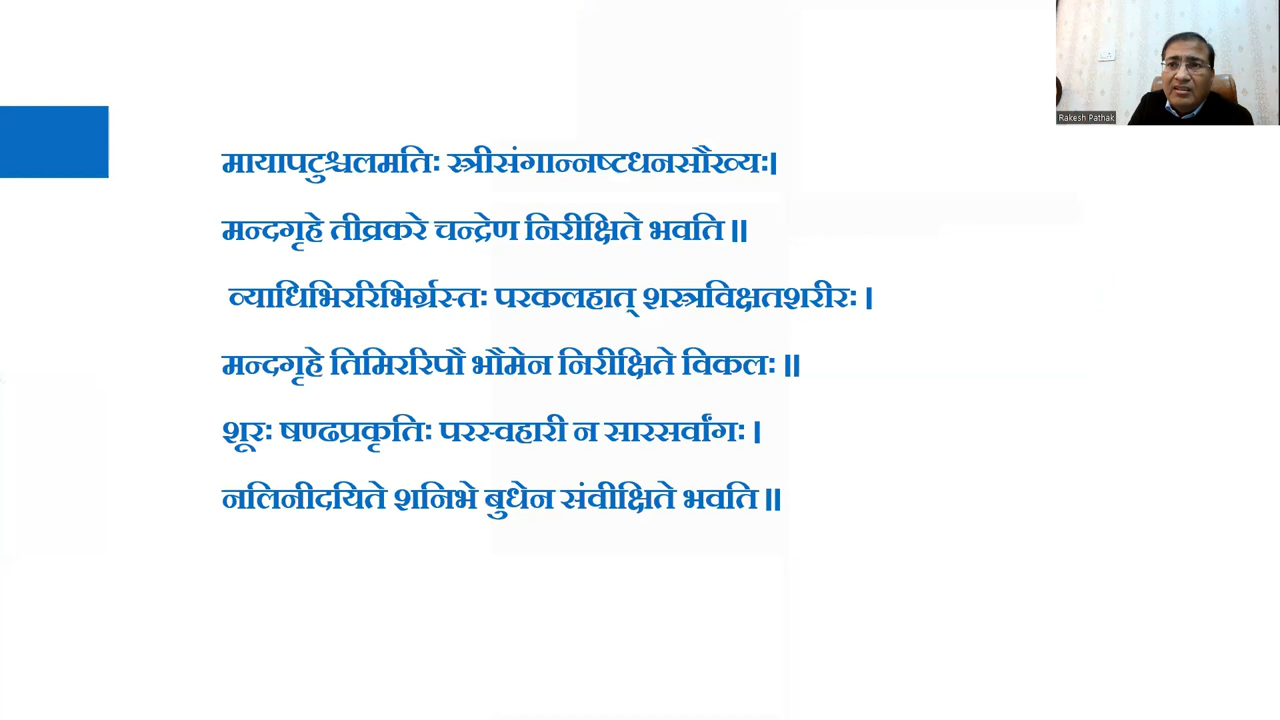 मायापटुश्चलमतिः स्त्रीसंगान्नष्टधनसौख्यः।
मन्दगृहे तीव्रकरे चन्द्रेण निरीक्षिते भवति ॥
व्याधिभिररिभिर्ग्रस्तः परकलहात् शस्त्रविक्षतशरीरः ।
मन्दगृहे तिमिररिपौ भौमेन निरीक्षिते विकलः ॥
शूरः षण्ढप्रकृतिः परस्वहारी न सारसर्वांगः ।
नलिनीदयिते शनिभे बुधेन संवीक्षिते भवति ॥
Rakesh Pathak